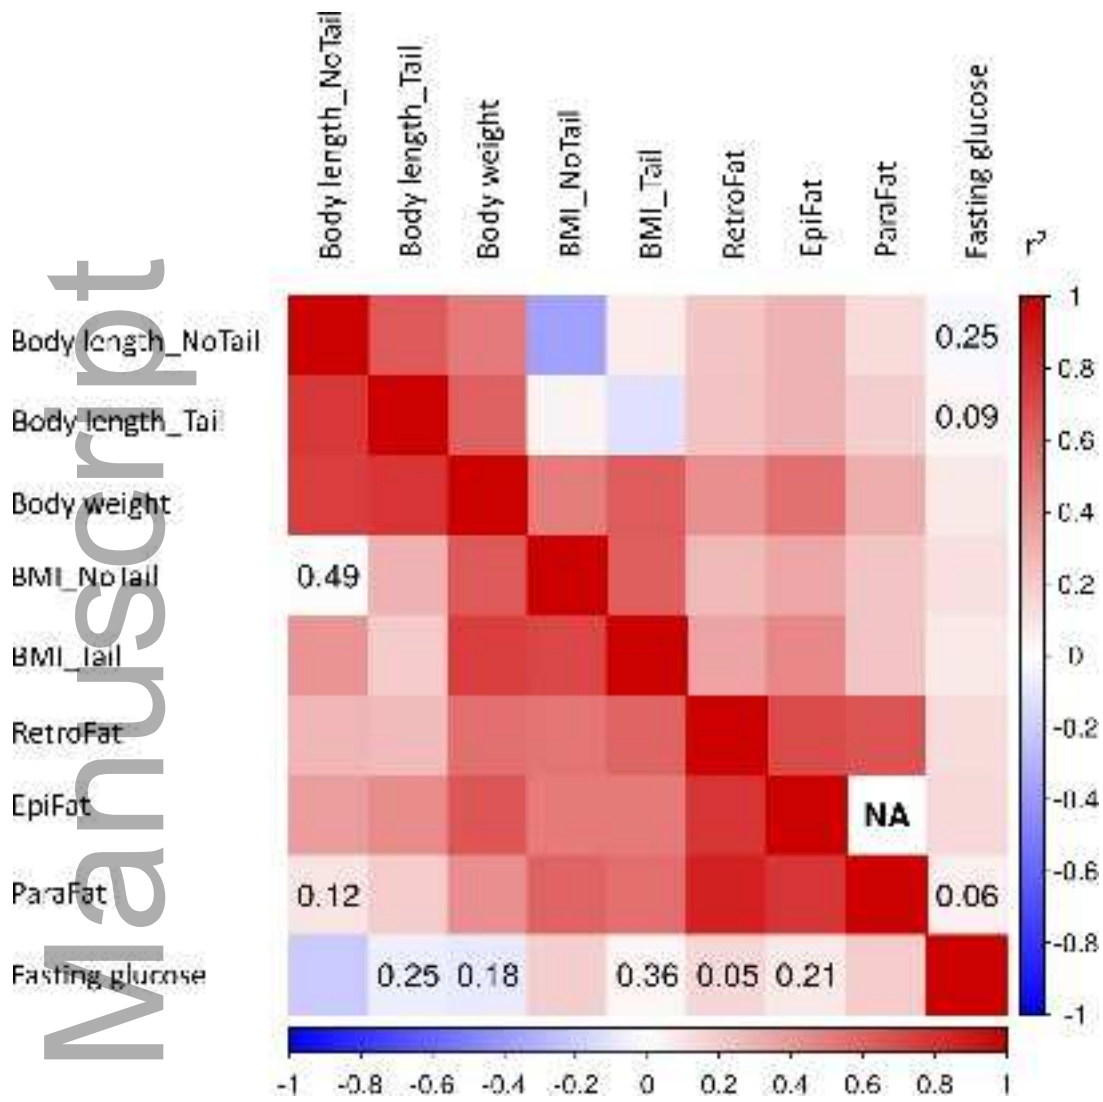 Body length_NoTail
Body length_Tail
Body weight
BMI_NoTail
BMI_Tail
RetroFat
EpiFat
ParaFat
Fasting glucose
Manuscript
Body length_NoTail 0.25
Body length_Tail 0.09
Body weight
BMI_NoTail 0.49
BMI_Tail
RetroFat
EpiFat NA
ParaFat 0.12 0.06
Fasting glucose 0.25 0.18 0.36 0.05 0.21
1
0.8
0.6
0.4
0.2
0
-0.2
-0.4
-0.6
-0.8
-1
-1 -0.8 -0.6 -0.4 -0.2 0 0.2 0.4 0.6 0.8 1